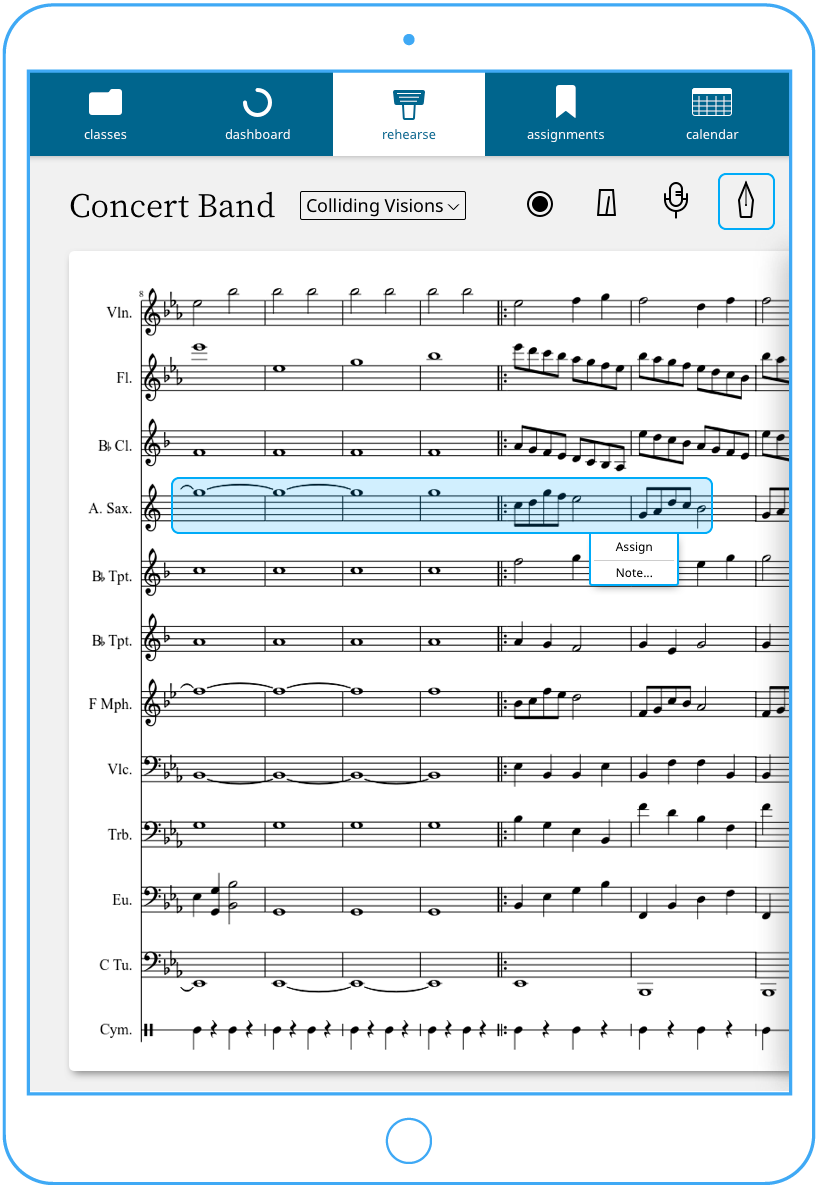 classes
dashboard
rehearse
assignments
calendar
Concert Band
Colliding Visions
8
Vln.
Fl.
B♭ Cl.
A. Sax.
Assign
B♭ Tpt.
Note...
B♭ Tpt.
F Mph.
Vlc.
Trb.
Eu.
C Tu.
Cym.